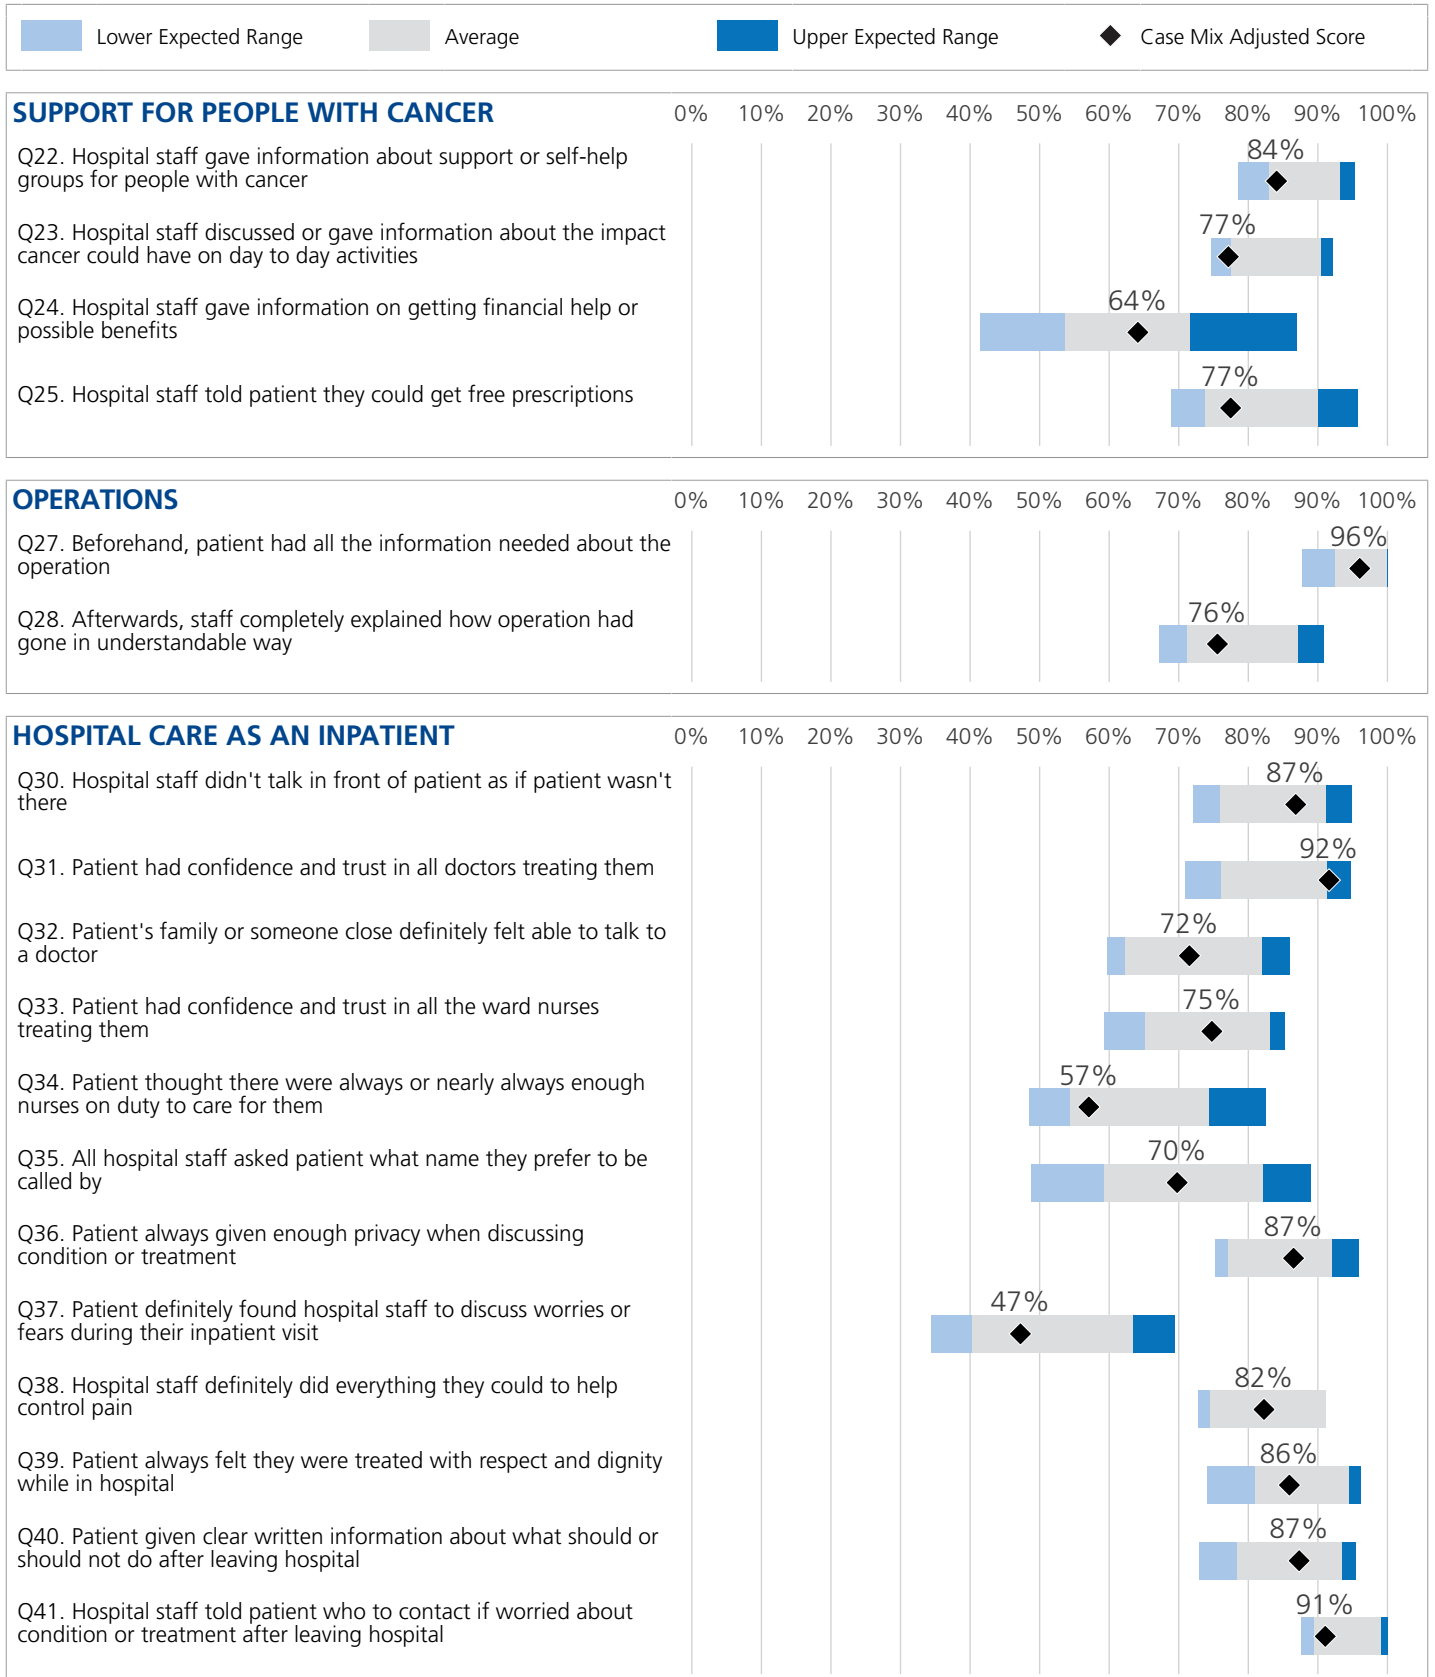 Lower Expected Range Average Upper Expected Range Case Mix Adjusted Score
SUPPORT FOR PEOPLE WITH CANCER 0% 10% 20% 30% 40% 50% 60% 70% 80% 90% 100%
Q22. Hospital staff gave information about support or self-help
groups for people with cancer
84%
Q23. Hospital staff discussed or gave information about the impact
cancer could have on day to day activities
77%
Q24. Hospital staff gave information on getting financial help or
possible benefits
64%
Q25. Hospital staff told patient they could get free prescriptions
77%
OPERATIONS 0% 10% 20% 30% 40% 50% 60% 70% 80% 90% 100%
Q27. Beforehand, patient had all the information needed about the
operation
96%
Q28. Afterwards, staff completely explained how operation had
gone in understandable way
76%
HOSPITAL CARE AS AN INPATIENT 0% 10% 20% 30% 40% 50% 60% 70% 80% 90% 100%
Q30. Hospital staff didn't talk in front of patient as if patient wasn't
there
87%
Q31. Patient had confidence and trust in all doctors treating them
92%
Q32. Patient's family or someone close definitely felt able to talk to
a doctor
72%
Q33. Patient had confidence and trust in all the ward nurses
treating them
75%
Q34. Patient thought there were always or nearly always enough
nurses on duty to care for them
57%
Q35. All hospital staff asked patient what name they prefer to be
called by
70%
Q36. Patient always given enough privacy when discussing
condition or treatment
87%
Q37. Patient definitely found hospital staff to discuss worries or
fears during their inpatient visit
47%
Q38. Hospital staff definitely did everything they could to help
control pain
82%
Q39. Patient always felt they were treated with respect and dignity
while in hospital
86%
Q40. Patient given clear written information about what should or
should not do after leaving hospital
87%
Q41. Hospital staff told patient who to contact if worried about
condition or treatment after leaving hospital
91%